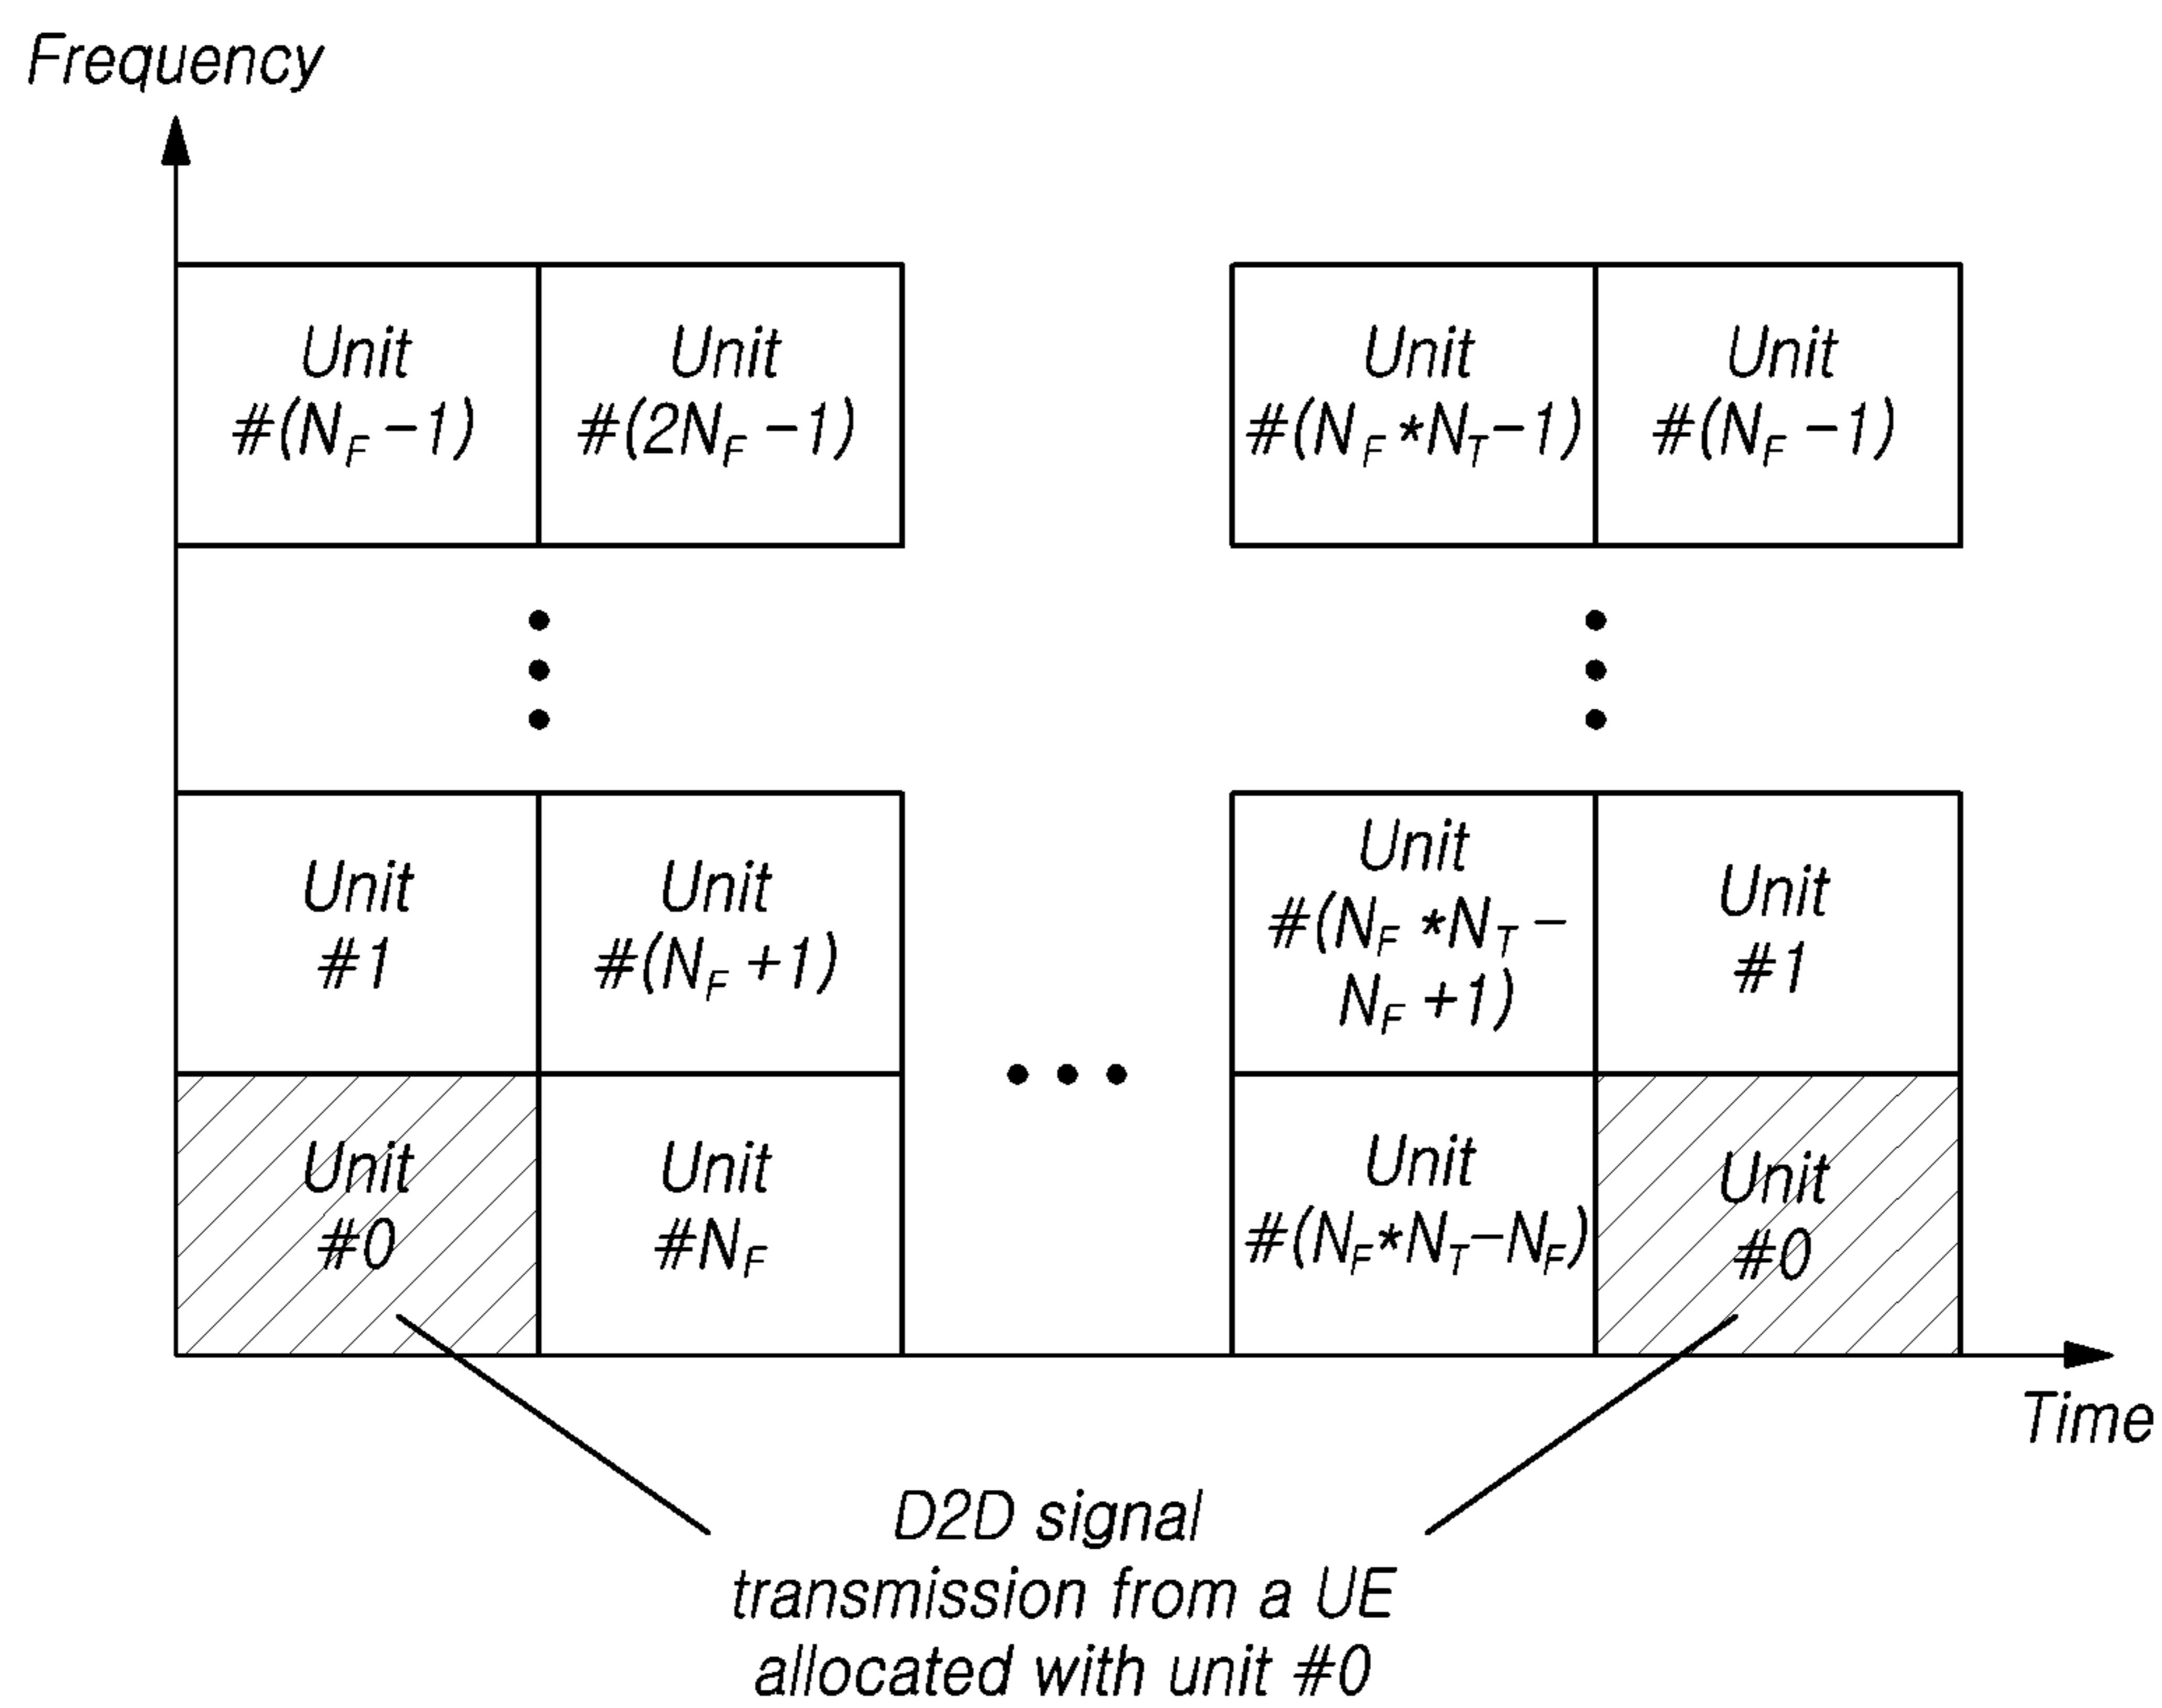 Frequency
Unit
#(N_F −1)
Unit
#(2N_F −1)
Unit
#(N_F *N_T −1)
Unit
#(N_F −1)
Unit
#1
Unit
#(N_F +1)
Unit
#(N_F *N_T −
N_F +1)
Unit
#1
Unit
#0
Unit
#N_F
Unit
#(N_F *N_T −N_F)
Unit
#0
Time
D2D signal
transmission from a UE
allocated with unit #0